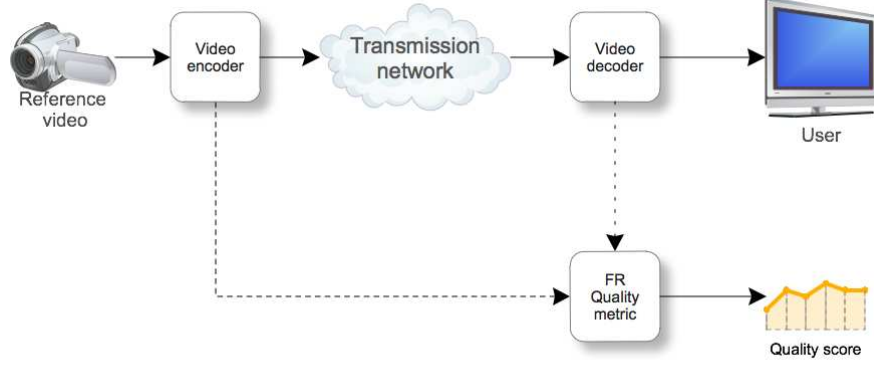 Reference
video
Video
encoder
Transmission
network
Video
decoder
User
FR
Quality
metric
Quality score